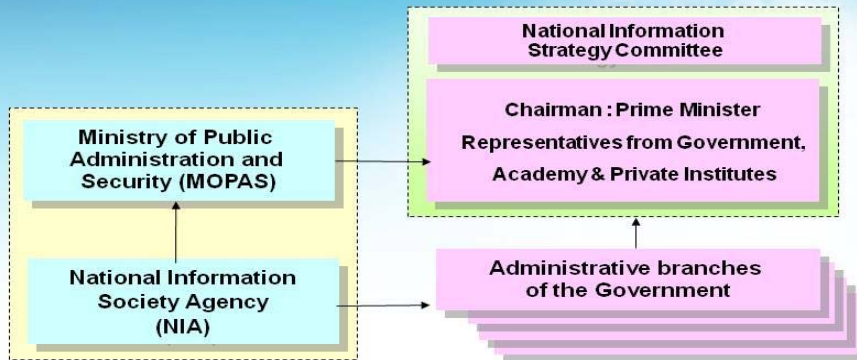 National Information
Strategy Committee
Chairman : Prime Minister
Representatives from Government,
Academy & Private Institutes
Ministry of Public
Administration and
Security (MOPAS)
National Information
Society Agency
(NIA)
Administrative branches
of the Government